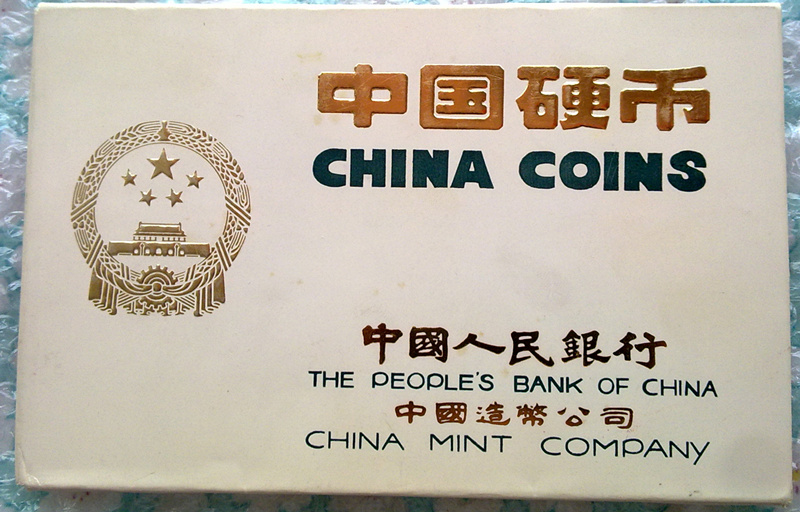 中国硬币
CHINA COINS
中國人民銀行
THE PEOPLE'S BANK OF CHINA
中國造幣公司
CHINA MINT COMPANY